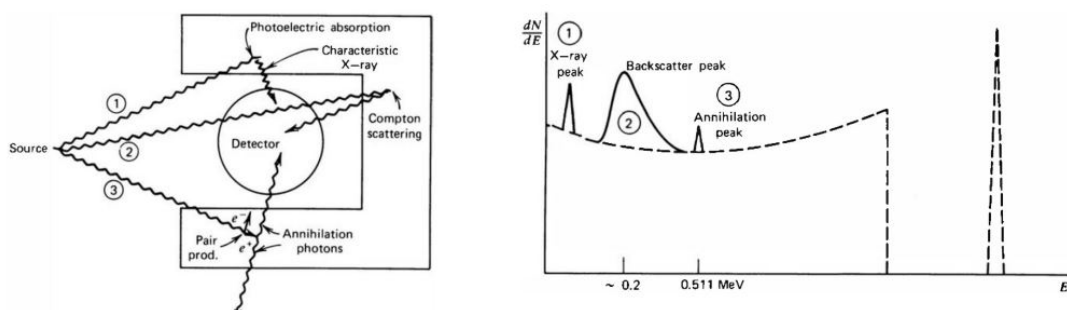 Photoelectric absorption
Characteristic
X–ray
1
Compton
scattering
Source
2
Detector
3
e⁻
Pair
prod.
e⁺
Annihilation
photons
dN
dE
1
X-ray
peak
Backscatter peak
2
3
Annihilation
peak
~ 0.2
0.511 MeV
E